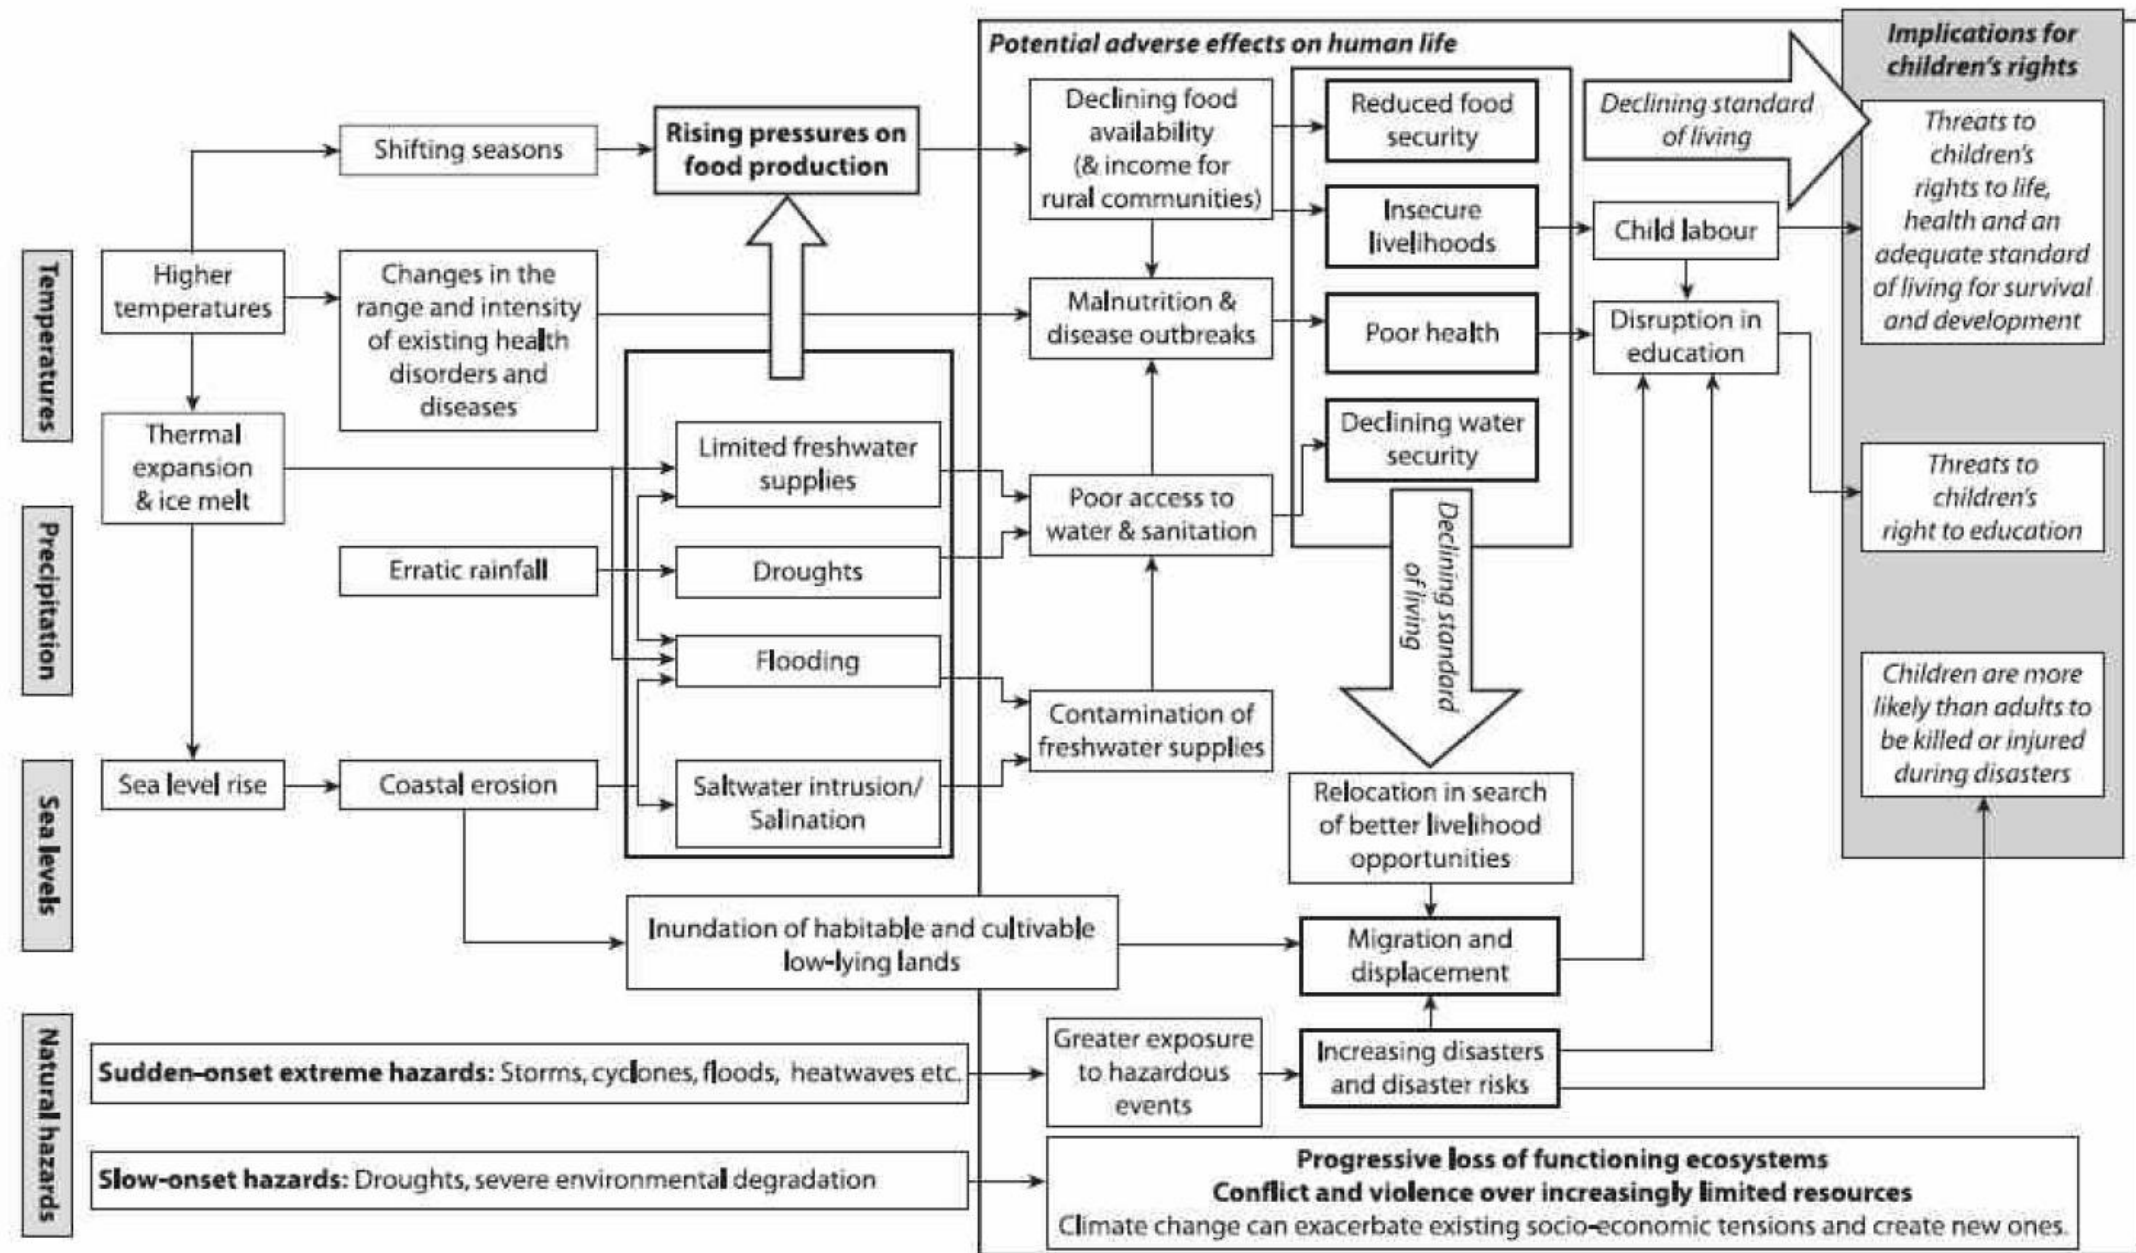 Potential adverse effects on human life
Implications for
children's rights
Declining food
availability
(& income for
rural communities)
Reduced food
security
Declining standard
of living
Threats to
children's
rights to life,
health and an
adequate standard
of living for survival
and development
Shifting seasons
Rising pressures on
food production
Insecure
livelihoods
Child labour
Temperatures
Higher
temperatures
Changes in the
range and intensity
of existing health
disorders and
diseases
Malnutrition &
disease outbreaks
Poor health
Disruption in
education
Thermal
expansion
& ice melt
Limited freshwater
supplies
Declining water
security
Poor access to
water & sanitation
Threats to
children's
right to education
Precipitation
Erratic rainfall
Droughts
Declining standard
of living
Flooding
Contamination of
freshwater supplies
Children are more
likely than adults to
be killed or injured
during disasters
Sea levels
Sea level rise
Coastal erosion
Saltwater intrusion/
Salination
Relocation in search
of better livelihood
opportunities
Inundation of habitable and cultivable
low-lying lands
Migration and
displacement
Natural hazards
Sudden-onset extreme hazards: Storms, cyclones, floods, heatwaves etc.
Greater exposure
to hazardous
events
Increasing disasters
and disaster risks
Slow-onset hazards: Droughts, severe environmental degradation
Progressive loss of functioning ecosystems
Conflict and violence over increasingly limited resources
Climate change can exacerbate existing socio-economic tensions and create new ones.